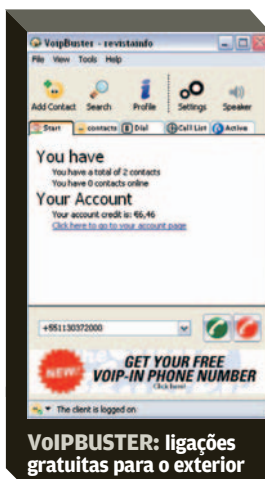 VoipBuster - revistainfo
File View Tools Help
Add Contact Search Profile Settings Speaker
Start contacts Dial Call List Active
You have
You have a total of 2 contacts
You have 0 contacts online
Your Account
Your account credit is: €6,46
Click here to go to your account page
+551130372000
NEW!
GET YOUR FREE
VOIP-IN PHONE NUMBER
Click here!
The client is logged on
VOIPBUSTER: ligações
gratuitas para o exterior